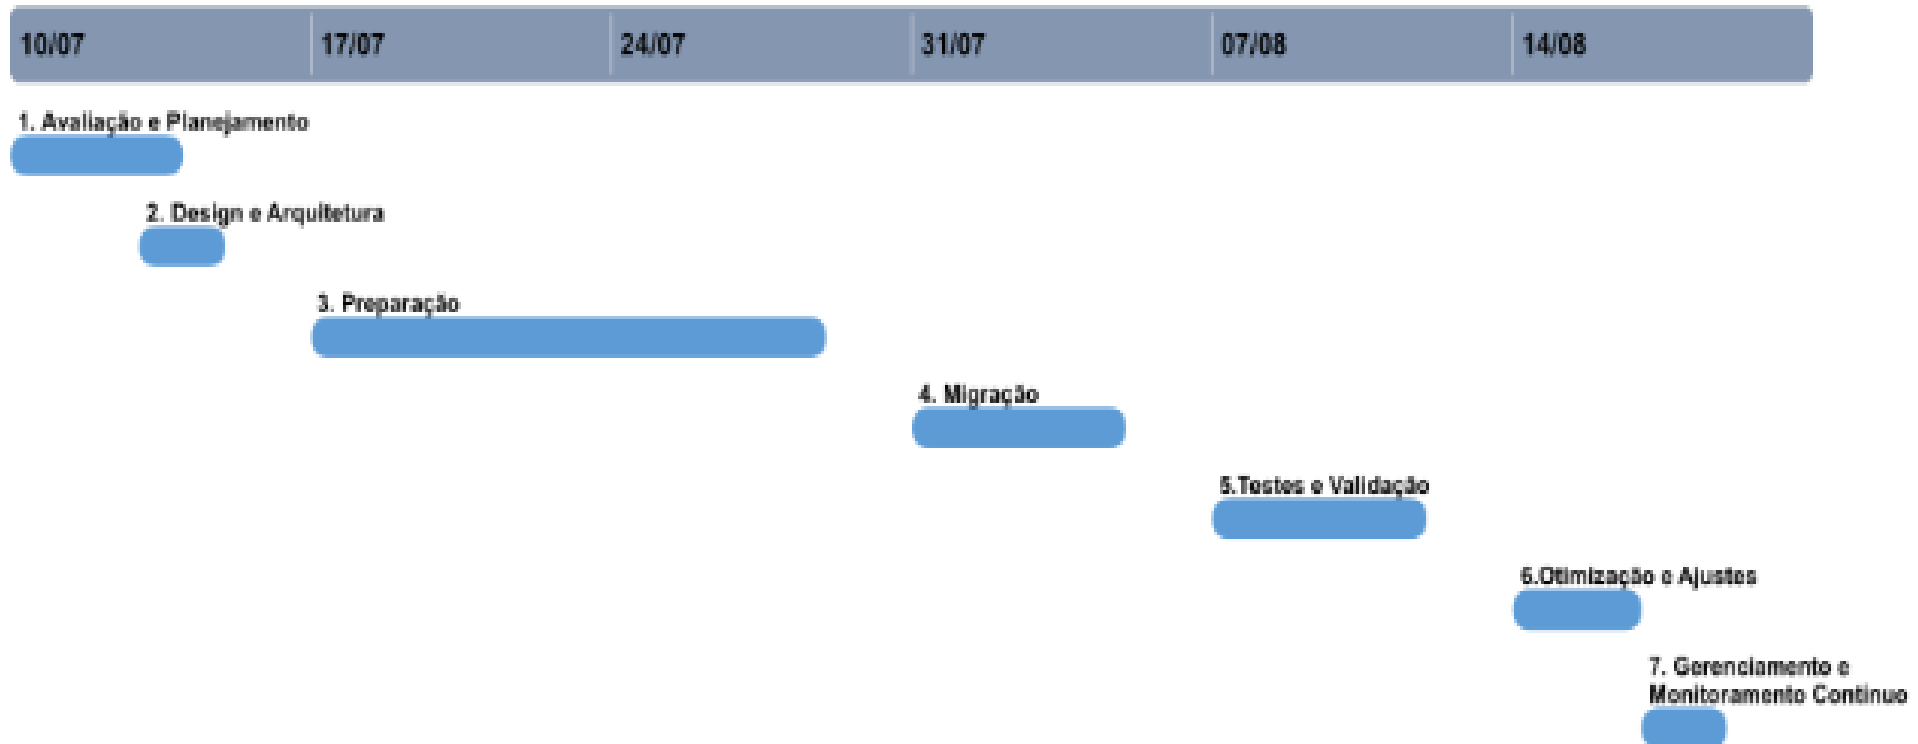 10/07 17/07 24/07 31/07 07/08 14/08
1. Avaliação e Planejamento
2. Design e Arquitetura
3. Preparação
4. Migração
5.Testes e Validação
6.Otimização e Ajustes
7. Gerenciamento e
Monitoramento Contínuo